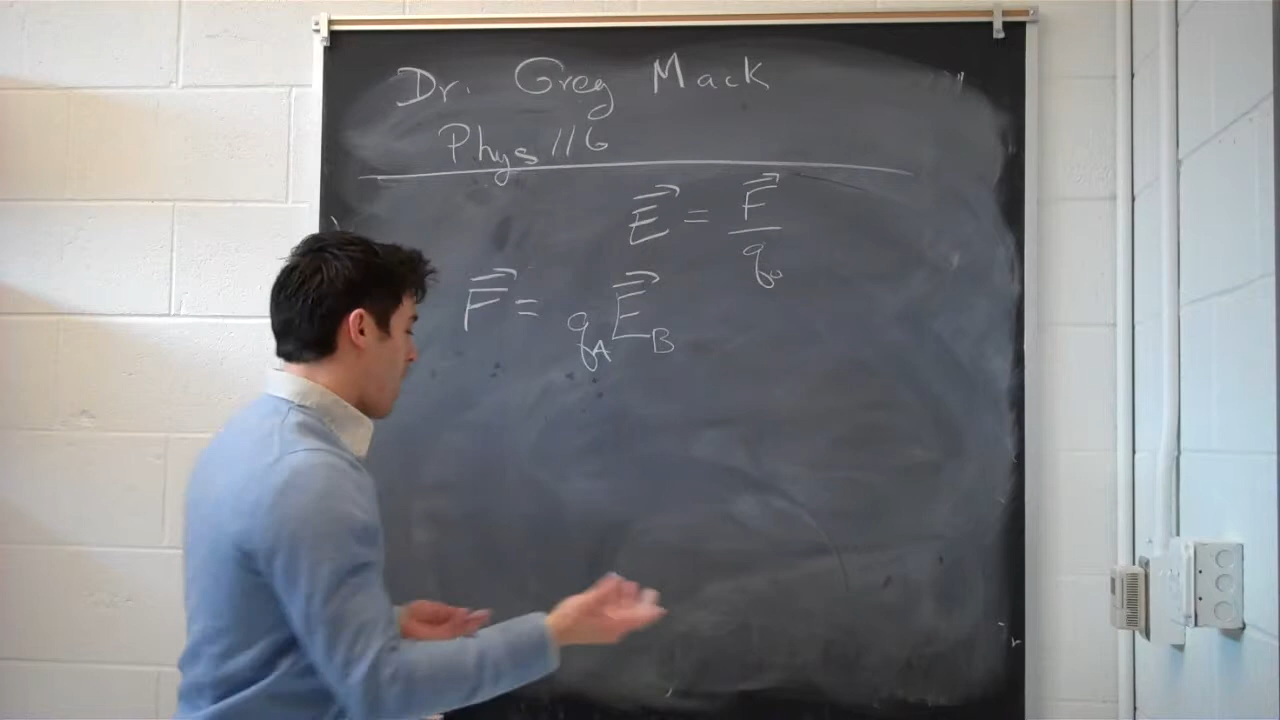 Dr. Greg Mack
Phys 116
E⃗ = F⃗ / q₀
F⃗ = q_A E⃗_B